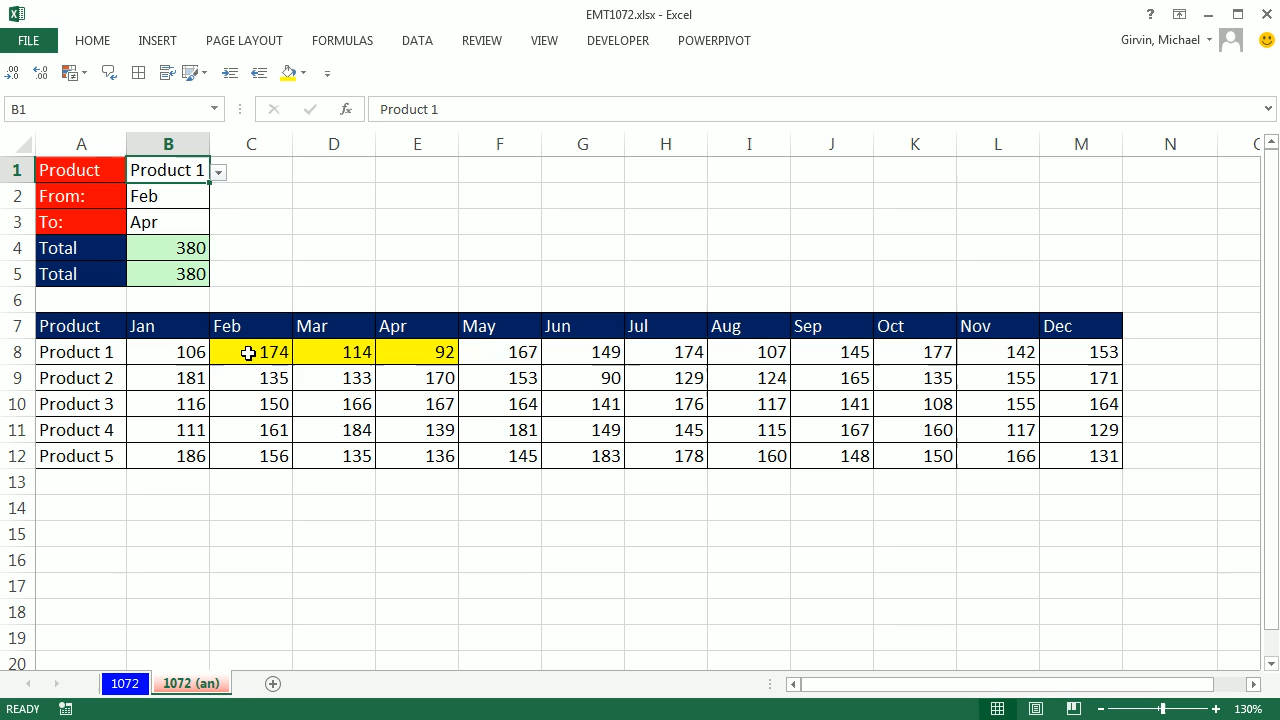 EMT1072.xlsx - Excel
FILE HOME INSERT PAGE LAYOUT FORMULAS DATA REVIEW VIEW DEVELOPER POWERPIVOT Girvin, Michael
B1 fx Product 1
A B C D E F G H I J K L M N
1 Product Product 1
2 From: Feb
3 To: Apr
4 Total 380
5 Total 380
6
7 Product Jan Feb Mar Apr May Jun Jul Aug Sep Oct Nov Dec
8 Product 1 106 174 114 92 167 149 174 107 145 177 142 153
9 Product 2 181 135 133 170 153 90 129 124 165 135 155 171
10 Product 3 116 150 166 167 164 141 176 117 141 108 155 164
11 Product 4 111 161 184 139 181 149 145 115 167 160 117 129
12 Product 5 186 156 135 136 145 183 178 160 148 150 166 131
13
14
15
16
17
18
19
20
1072 1072 (an)
READY 130%